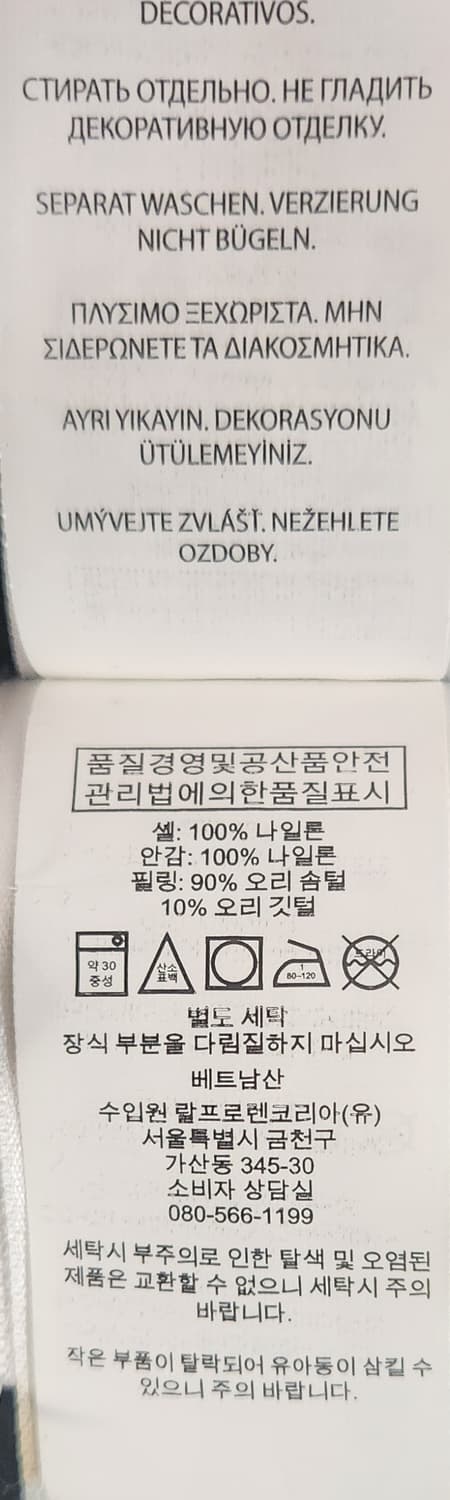 DECORATIVOS.
СТИРАТЬ ОТДЕЛЬНО. НЕ ГЛАДИТЬ
ДЕКОРАТИВНУЮ ОТДЕЛКУ.
SEPARAT WASCHEN. VERZIERUNG
NICHT BÜGELN.
ΠΛΥΣΙΜΟ ΞΕΧΩΡΙΣΤΑ. ΜΗΝ
ΣΙΔΕΡΩΝΕΤΕ ΤΑ ΔΙΑΚΟΣΜΗΤΙΚΑ.
AYRI YIKAYIN. DEKORASYONU
ÜTÜLEMEYİNİZ.
UMÝVEJTE ZVLÁŠŤ. NEŽEHLETE
OZDOBY.
품질경영및공산품안전
관리법에의한품질표시
셸: 100% 나일론
안감: 100% 나일론
필링: 90% 오리 솜털
10% 오리 깃털
약 30
중성
산소
표백
1
80-120
드라이
별도 세탁
장식 부분을 다림질하지 마십시오
베트남산
수입원 랄프로렌코리아(유)
서울특별시 금천구
가산동 345-30
소비자 상담실
080-566-1199
세탁시 부주의로 인한 탈색 및 오염된
제품은 교환할 수 없으니 세탁시 주의
바랍니다.
작은 부품이 탈락되어 유아동이 삼킬 수
있으니 주의 바랍니다.